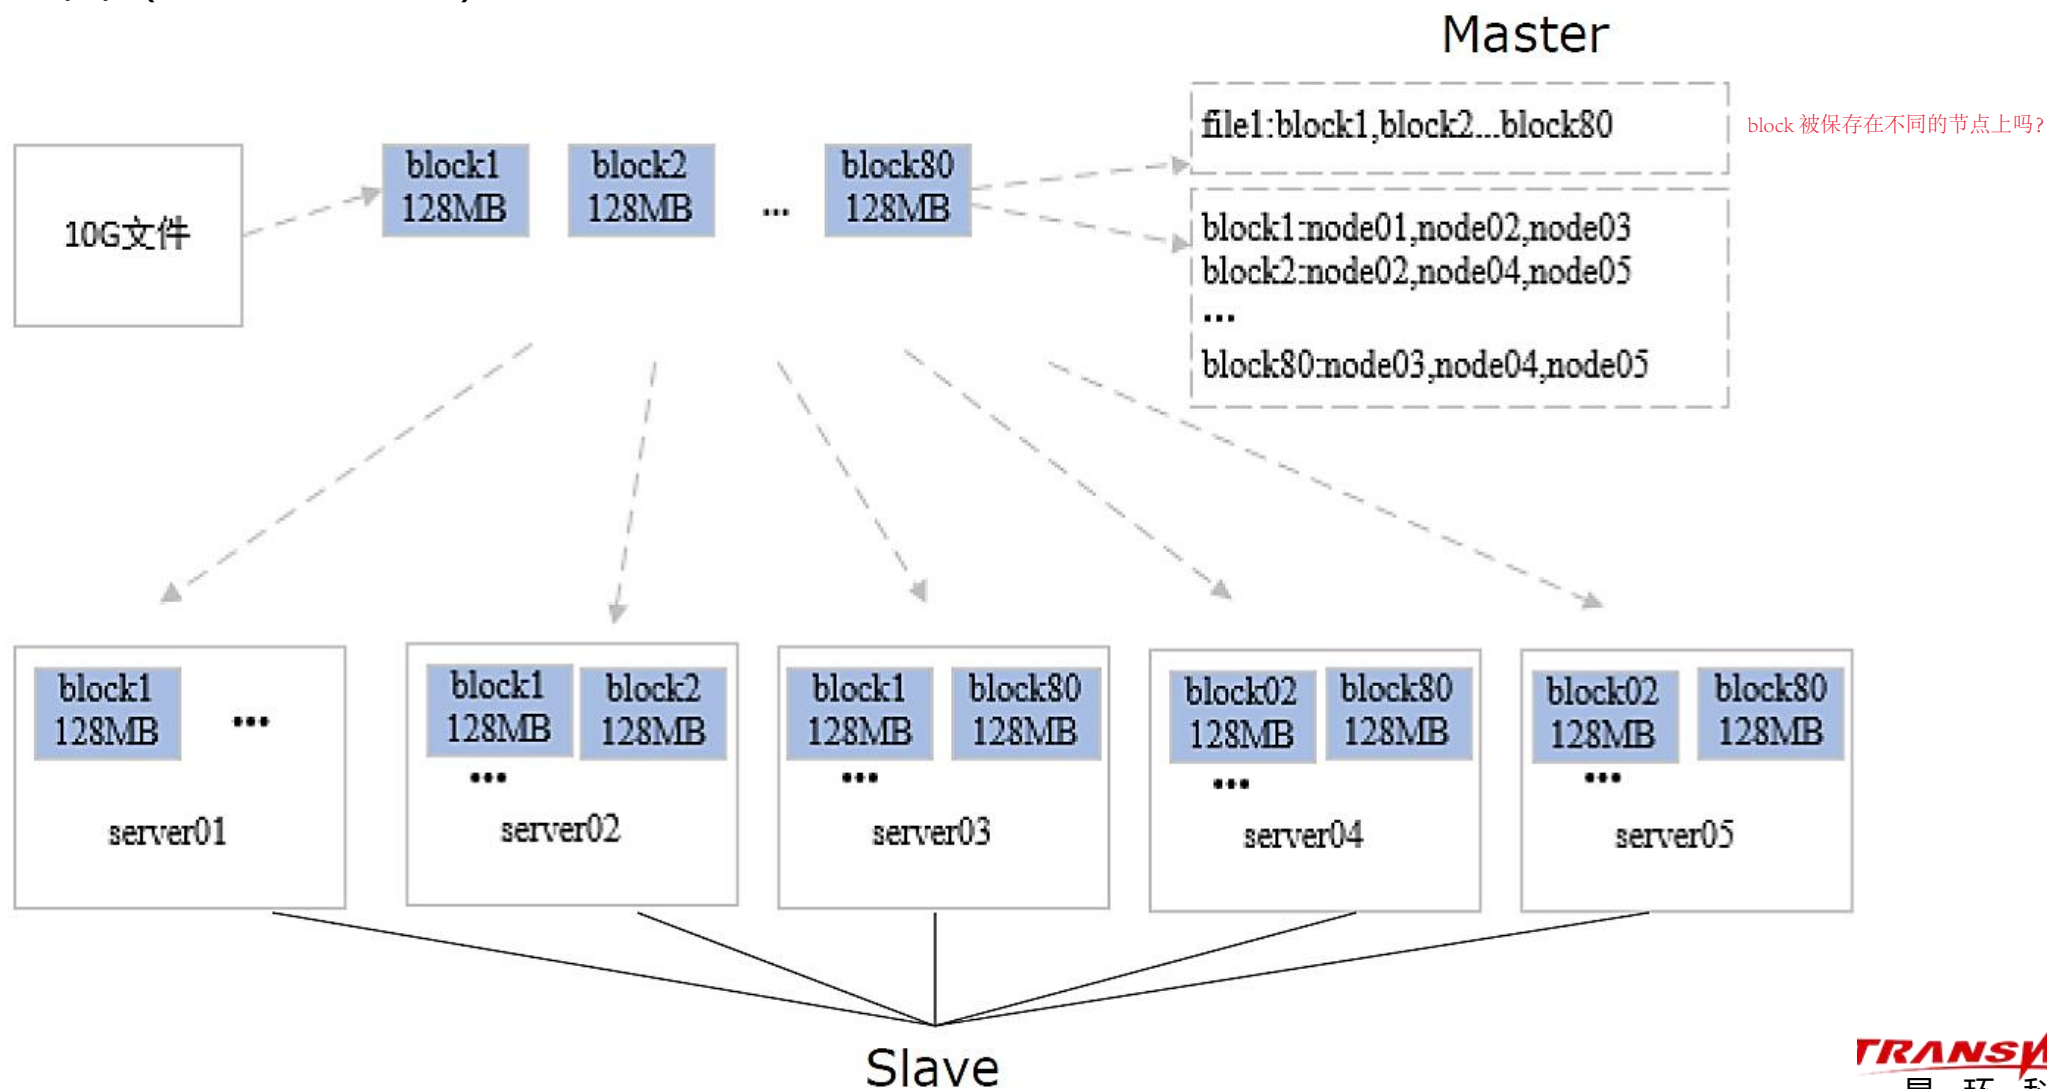 Master
file1:block1,block2...block80
block 被保存在不同的节点上吗?
10G文件
block1
128MB
block2
128MB
...
block80
128MB
block1:node01,node02,node03
block2:node02,node04,node05
...
block80:node03,node04,node05
block1
128MB
...
server01
block1
128MB
block2
128MB
...
server02
block1
128MB
block80
128MB
...
server03
block02
128MB
block80
128MB
...
server04
block02
128MB
block80
128MB
...
server05
Slave